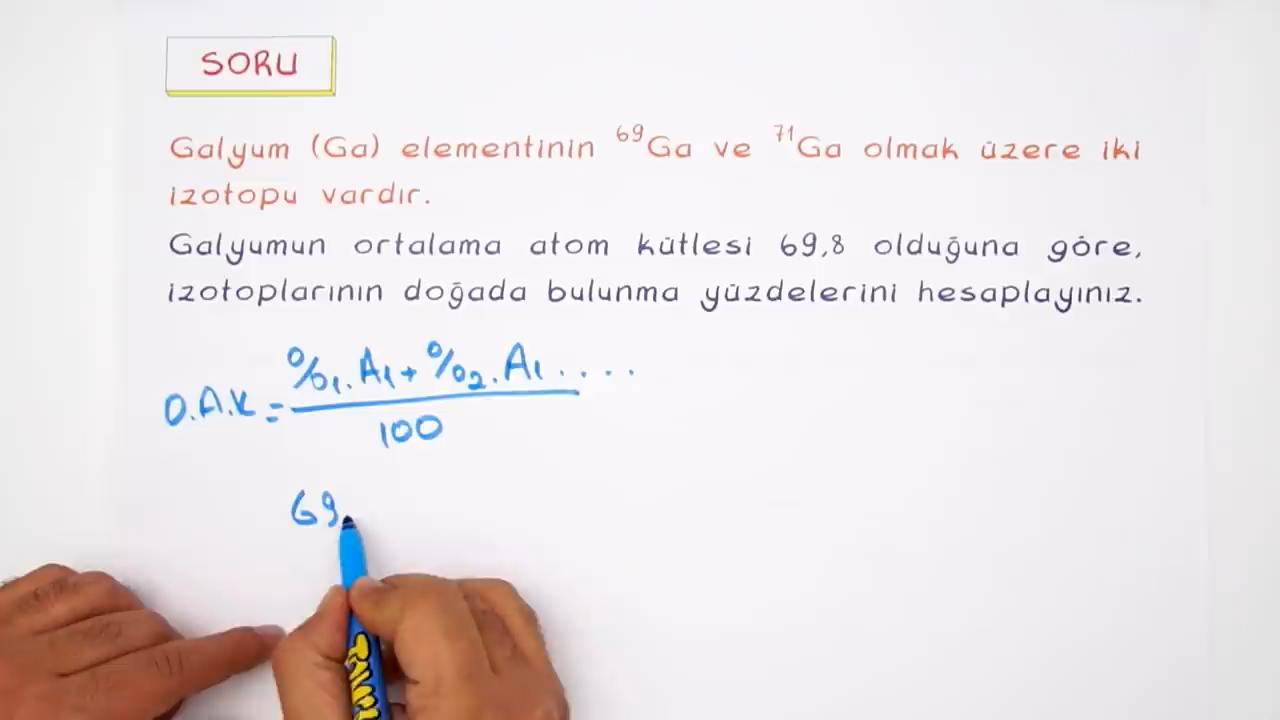 SORU
Galyum (Ga) elementinin ⁶⁹Ga ve ⁷¹Ga olmak üzere iki
izotopu vardır.
Galyumun ortalama atom kütlesi 69,8 olduğuna göre,
izotoplarının doğada bulunma yüzdelerini hesaplayınız.
O.A.K = %₁.A₁+%₂.A₁....
100
69